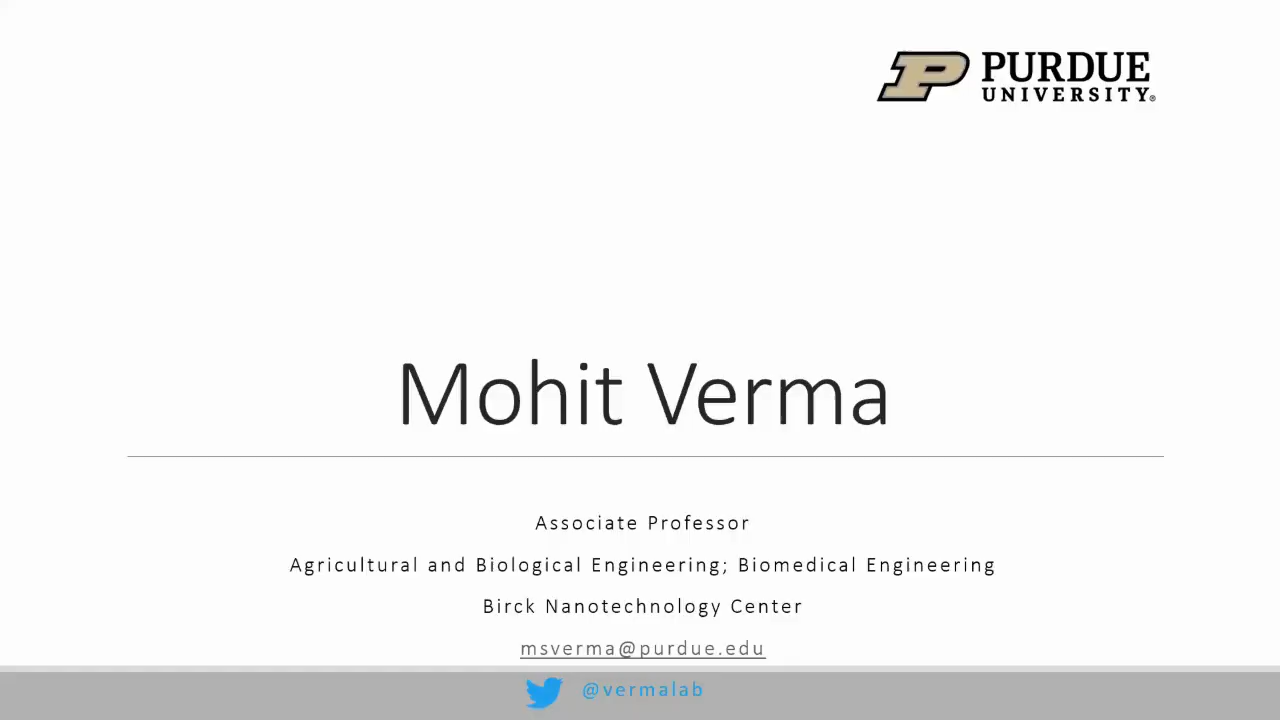 PURDUE
UNIVERSITY®
Mohit Verma
Associate Professor
Agricultural and Biological Engineering; Biomedical Engineering
Birck Nanotechnology Center
msverma@purdue.edu
@vermalab